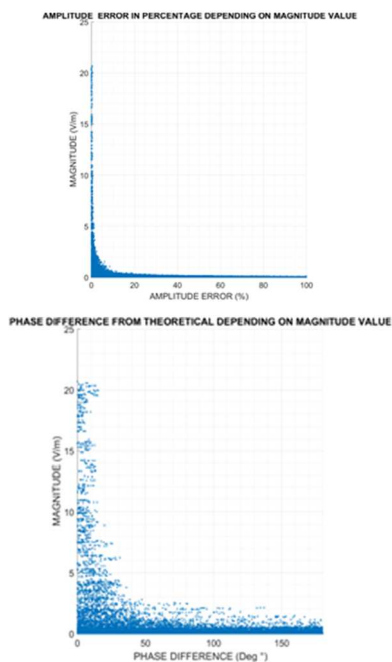 AMPLITUDE ERROR IN PERCENTAGE DEPENDING ON MAGNITUDE VALUE
25
20
15
10
5
0
MAGNITUDE (V/m)
0 20 40 60 80 100
AMPLITUDE ERROR (%)
PHASE DIFFERENCE FROM THEORETICAL DEPENDING ON MAGNITUDE VALUE
25
20
15
10
5
0
MAGNITUDE (V/m)
0 50 100 150
PHASE DIFFERENCE (Deg °)